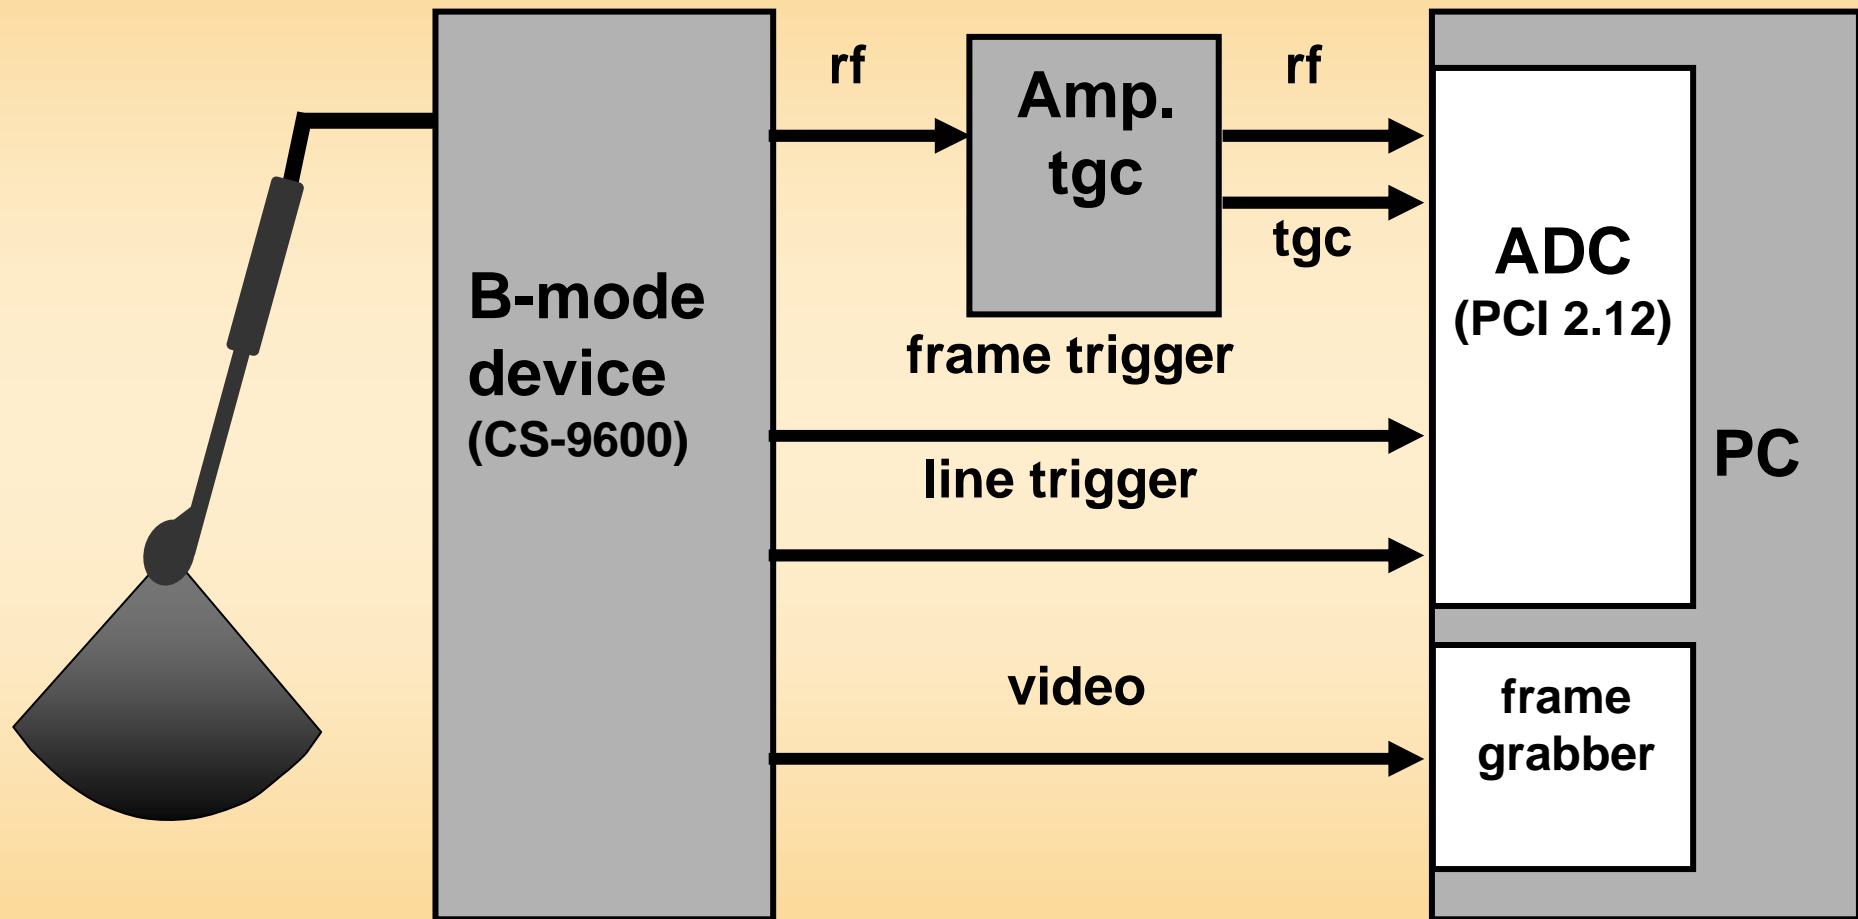 B-mode
device
(CS-9600)
rf
Amp.
tgc
rf
tgc
frame trigger
line trigger
video
ADC
(PCI 2.12)
PC
frame
grabber